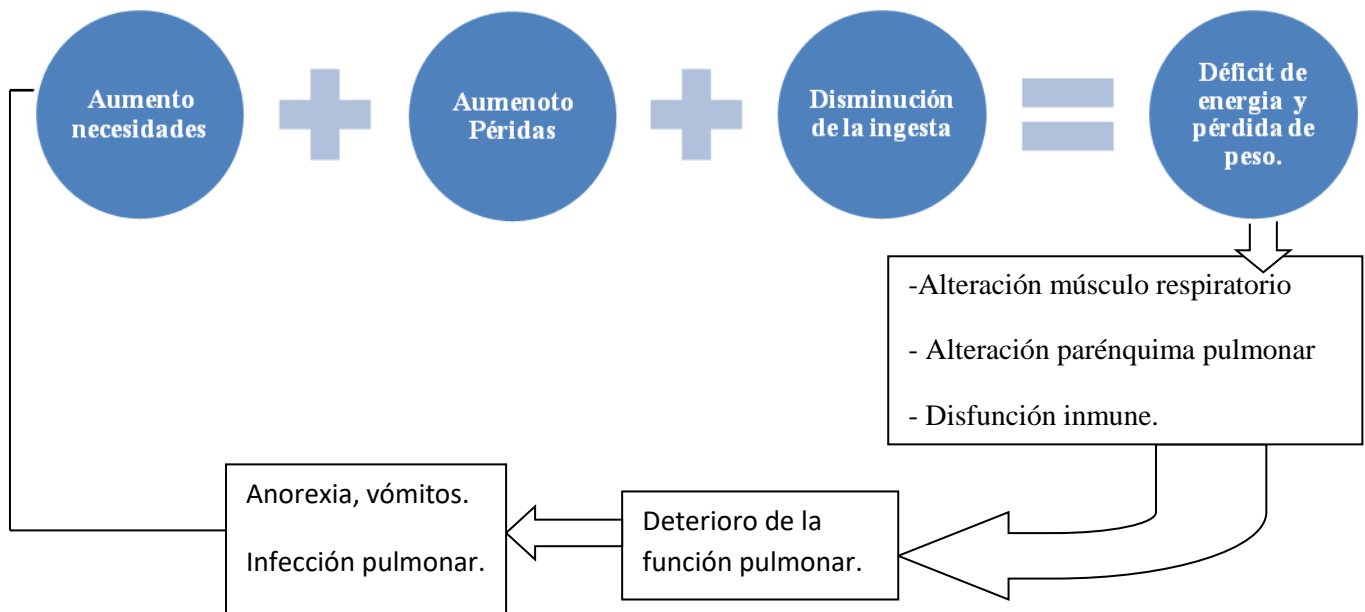 Aumento
necesidades
Aumenoto
Péridas
Disminución
de la ingesta
Déficit de
energia y
pérdida de
peso.
-Alteración músculo respiratorio
- Alteración parénquima pulmonar
- Disfunción inmune.
Anorexia, vómitos.
Infección pulmonar.
Deterioro de la
función pulmonar.